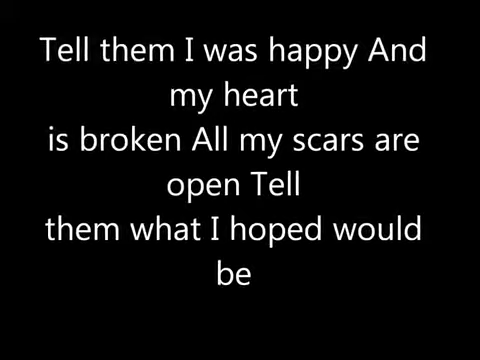 Tell them I was happy And
my heart
is broken All my scars are
open Tell
them what I hoped would
be